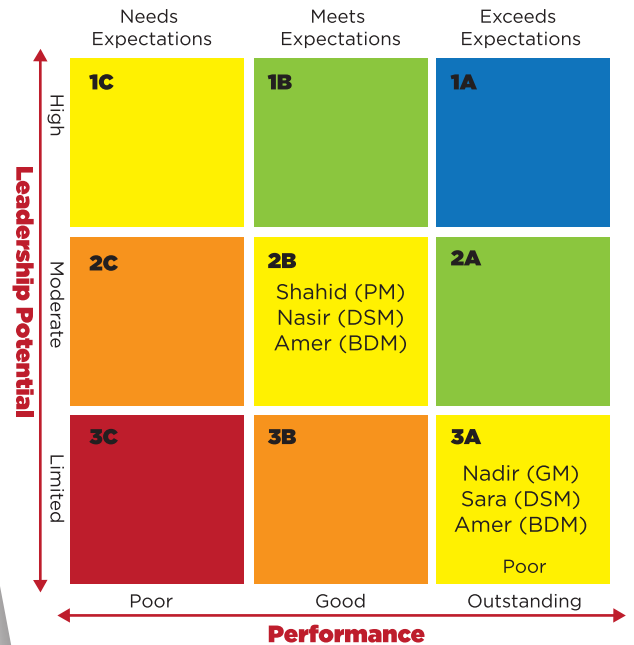 Needs
Expectations
Meets
Expectations
Exceeds
Expectations
Leadership Potential
High
1C
1B
1A
Moderate
2C
2B
Shahid (PM)
Nasir (DSM)
Amer (BDM)
2A
Limited
3C
3B
3A
Nadir (GM)
Sara (DSM)
Amer (BDM)
Poor
Poor
Good
Outstanding
Performance